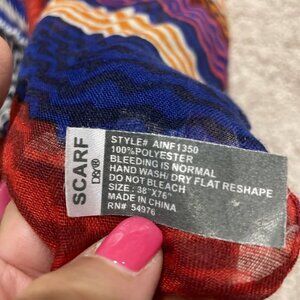 SCARF
DKR®
STYLE# AINF1350
100%POLYESTER
BLEEDING IS NORMAL
HAND WASH/ DRY FLAT RESHAPE
DO NOT BLEACH
SIZE: 38"X76"
MADE IN CHINA
RN# 54976